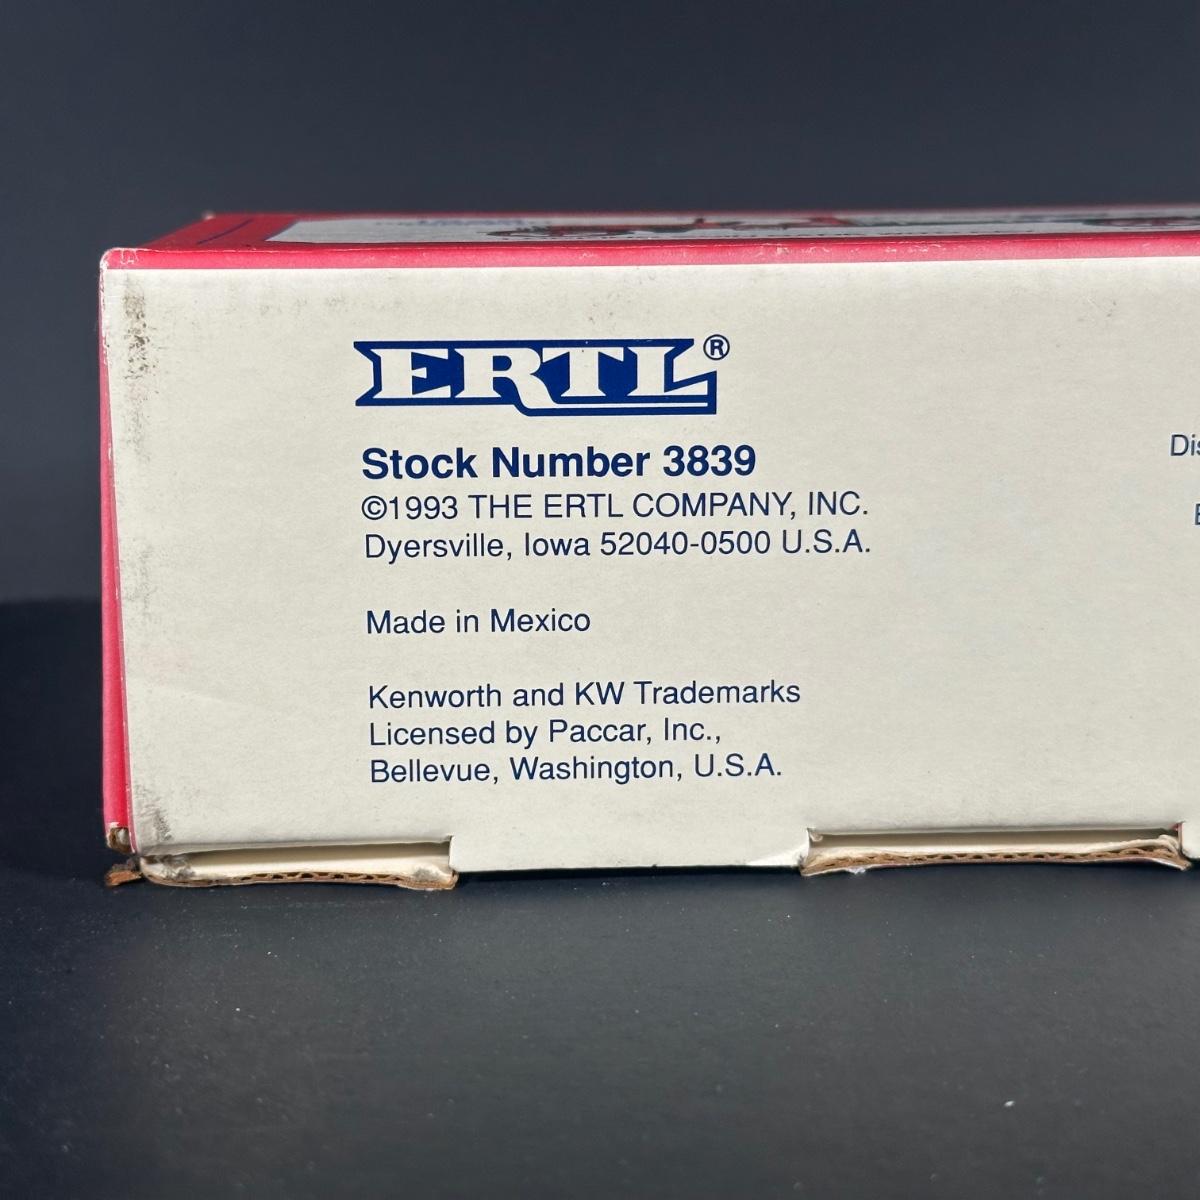 ERTL®
Stock Number 3839
©1993 THE ERTL COMPANY, INC.
Dyersville, Iowa 52040-0500 U.S.A.
Made in Mexico
Kenworth and KW Trademarks
Licensed by Paccar, Inc.,
Bellevue, Washington, U.S.A.